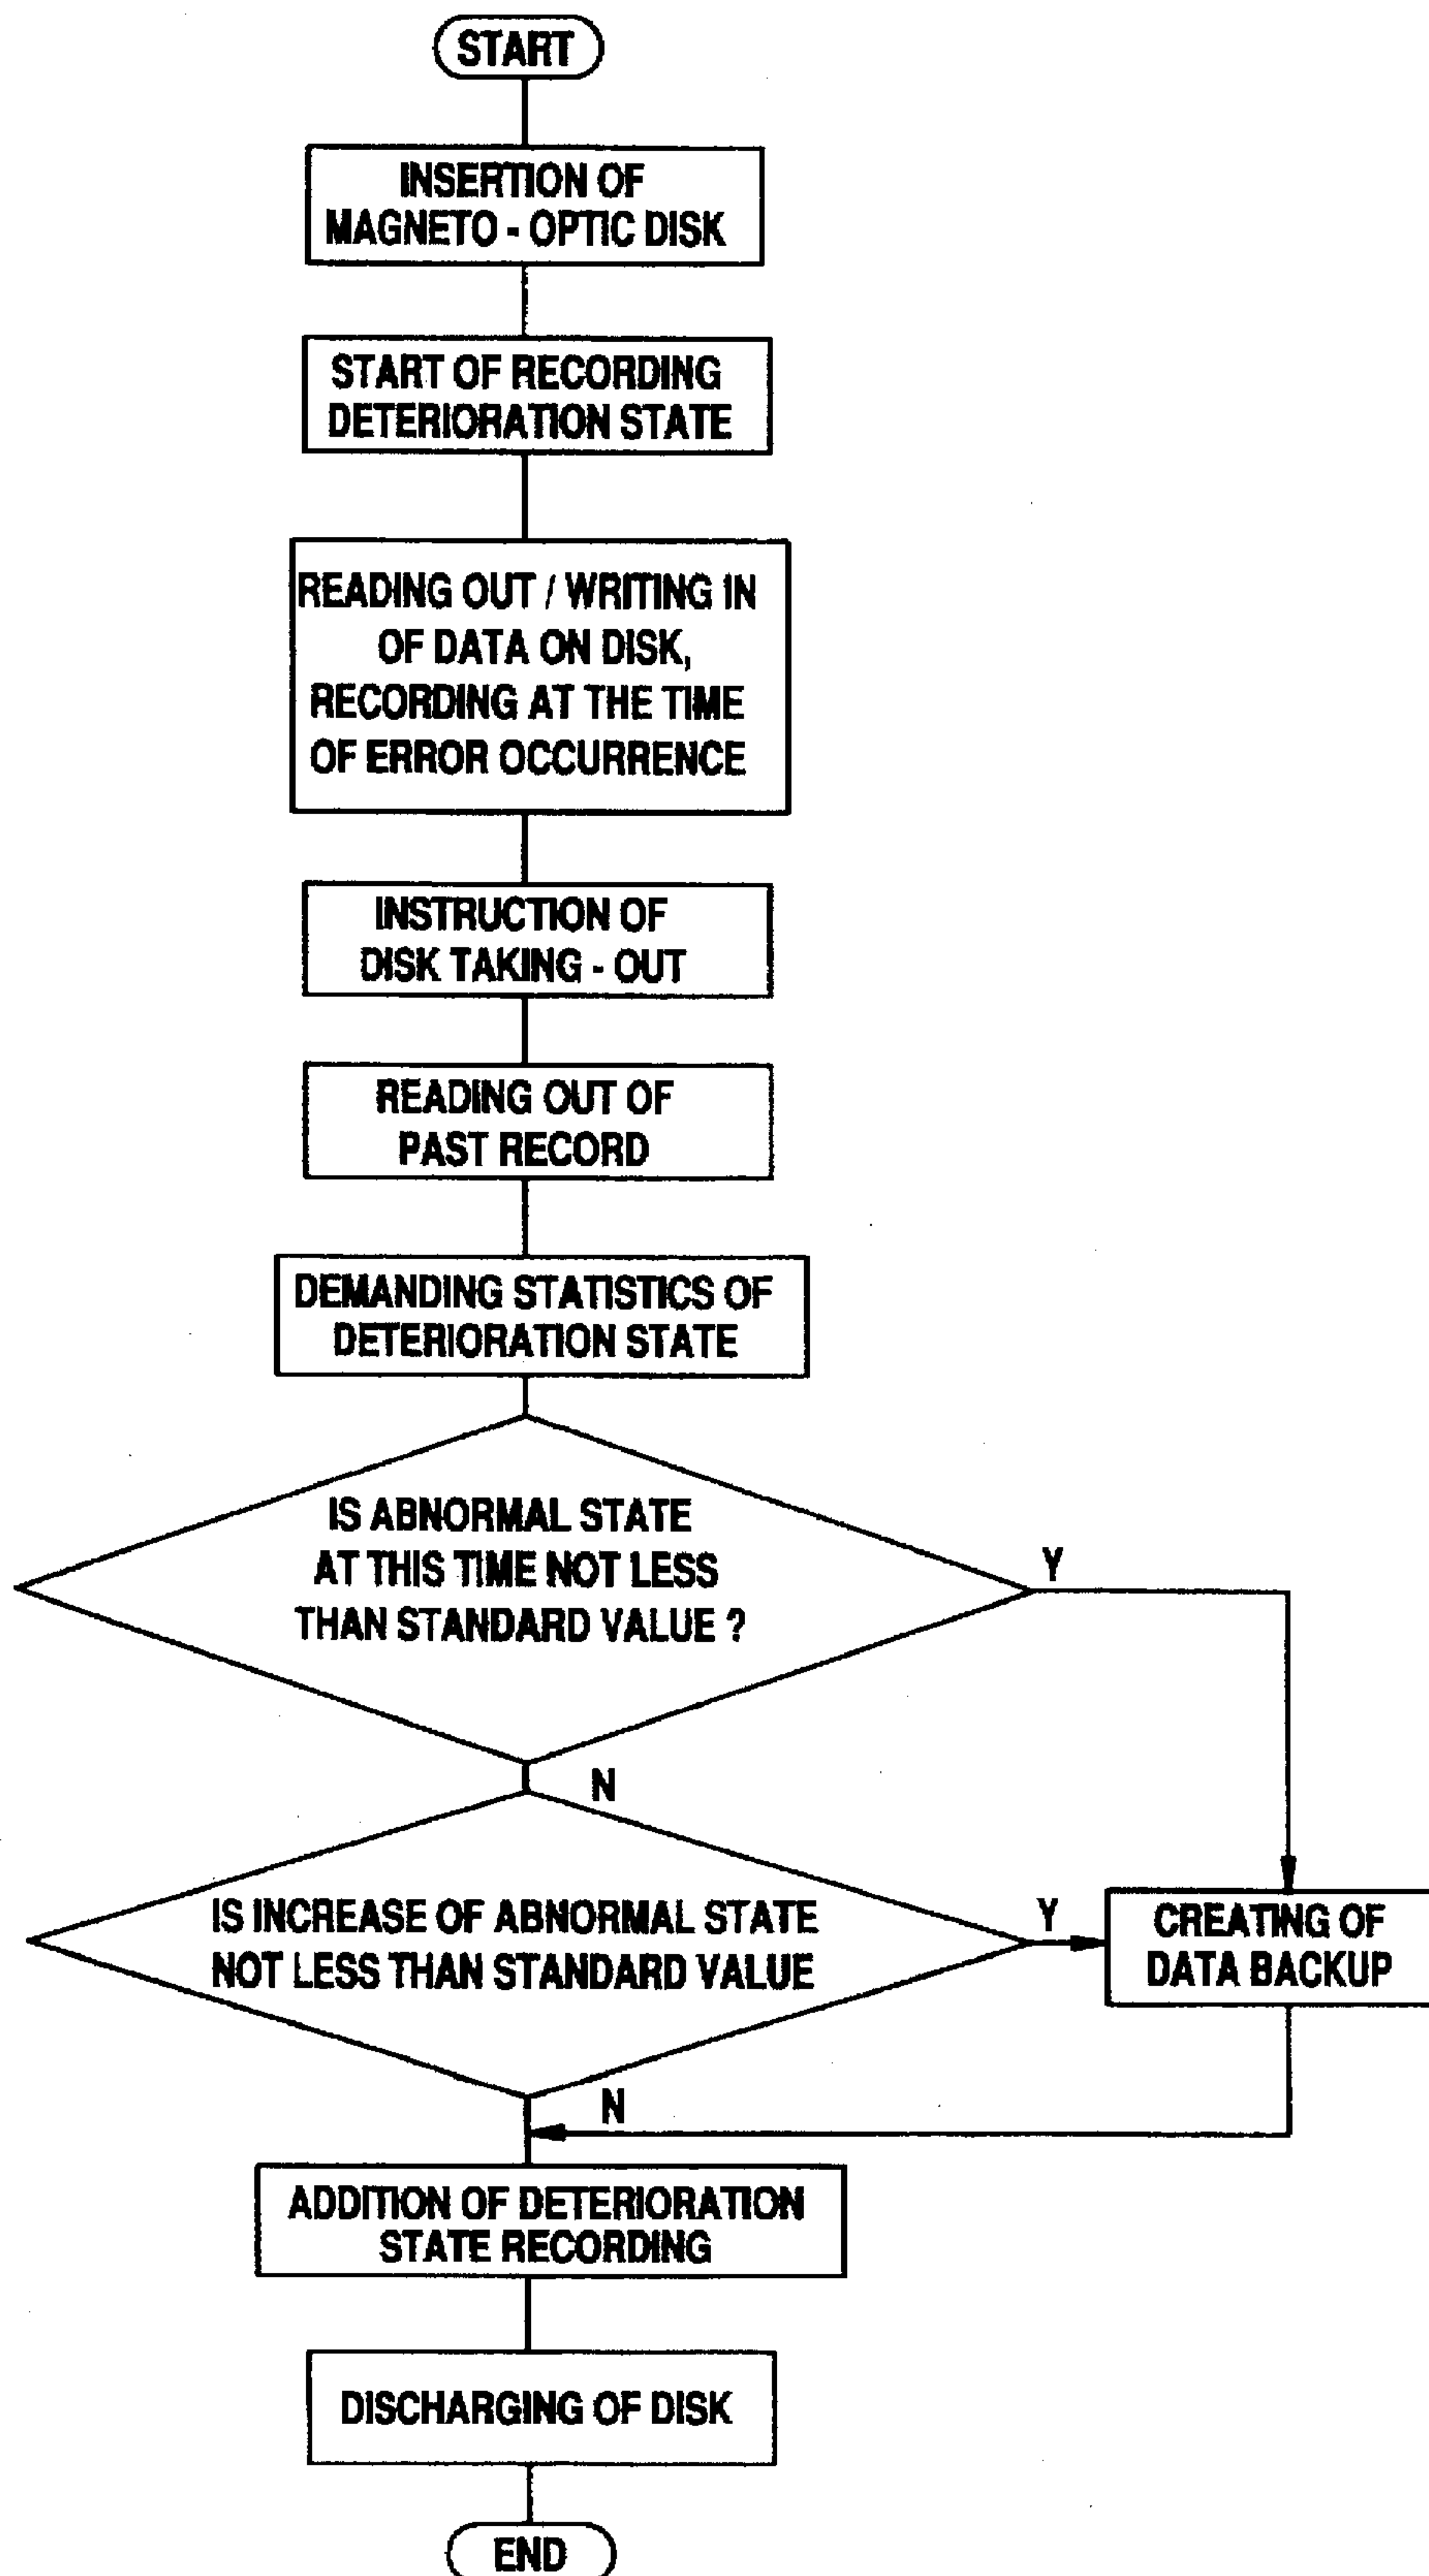 START
INSERTION OF
MAGNETO - OPTIC DISK
START OF RECORDING
DETERIORATION STATE
READING OUT / WRITING IN
OF DATA ON DISK,
RECORDING AT THE TIME
OF ERROR OCCURRENCE
INSTRUCTION OF
DISK TAKING - OUT
READING OUT OF
PAST RECORD
DEMANDING STATISTICS OF
DETERIORATION STATE
IS ABNORMAL STATE
AT THIS TIME NOT LESS
THAN STANDARD VALUE ?
Y
N
IS INCREASE OF ABNORMAL STATE
NOT LESS THAN STANDARD VALUE
Y
CREATING OF
DATA BACKUP
N
ADDITION OF DETERIORATION
STATE RECORDING
DISCHARGING OF DISK
END